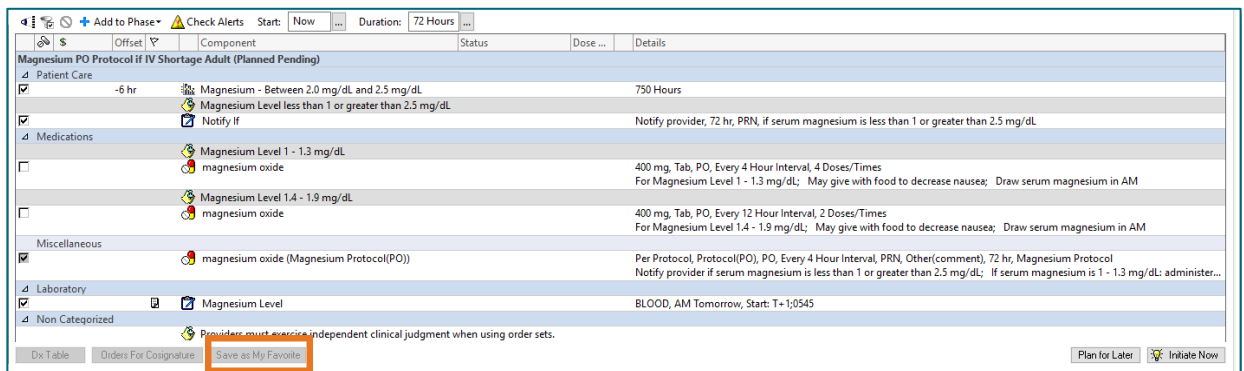 Add to Phase Check Alerts Start: Now ... Duration: 72 Hours ...
$ Offset Component Status Dose ... Details
Magnesium PO Protocol if IV Shortage Adult (Planned Pending)
Patient Care
-6 hr Magnesium - Between 2.0 mg/dL and 2.5 mg/dL 750 Hours
Magnesium Level less than 1 or greater than 2.5 mg/dL
Notify If Notify provider, 72 hr, PRN, if serum magnesium is less than 1 or greater than 2.5 mg/dL
Medications
Magnesium Level 1 - 1.3 mg/dL
magnesium oxide 400 mg, Tab, PO, Every 4 Hour Interval, 4 Doses/Times
For Magnesium Level 1 - 1.3 mg/dL; May give with food to decrease nausea; Draw serum magnesium in AM
Magnesium Level 1.4 - 1.9 mg/dL
magnesium oxide 400 mg, Tab, PO, Every 12 Hour Interval, 2 Doses/Times
For Magnesium Level 1.4 - 1.9 mg/dL; May give with food to decrease nausea; Draw serum magnesium in AM
Miscellaneous
magnesium oxide (Magnesium Protocol(PO)) Per Protocol, Protocol(PO), PO, Every 4 Hour Interval, PRN, Other(comment), 72 hr, Magnesium Protocol
Notify provider if serum magnesium is less than 1 or greater than 2.5 mg/dL; If serum magnesium is 1 - 1.3 mg/dL: administer...
Laboratory
Magnesium Level BLOOD, AM Tomorrow, Start: T+1;0545
Non Categorized
Providers must exercise independent clinical judgment when using order sets.
Dx Table Orders For Cosignature Save as My Favorite Plan for Later Initiate Now